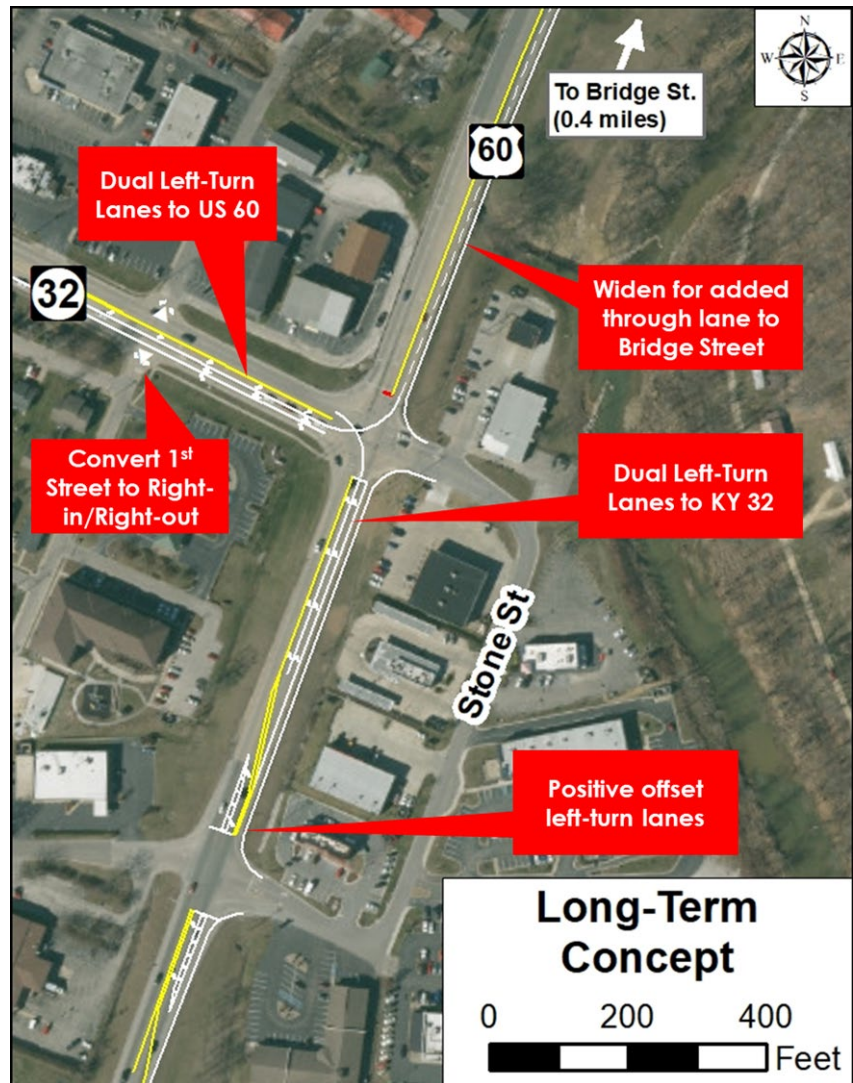 N
W E
S
To Bridge St.
(0.4 miles)
60
Dual Left-Turn
Lanes to US 60
32
Widen for added
through lane to
Bridge Street
Convert 1st
Street to Right-
in/Right-out
Dual Left-Turn
Lanes to KY 32
Stone St
Positive offset
left-turn lanes
Long-Term
Concept
0 200 400
Feet